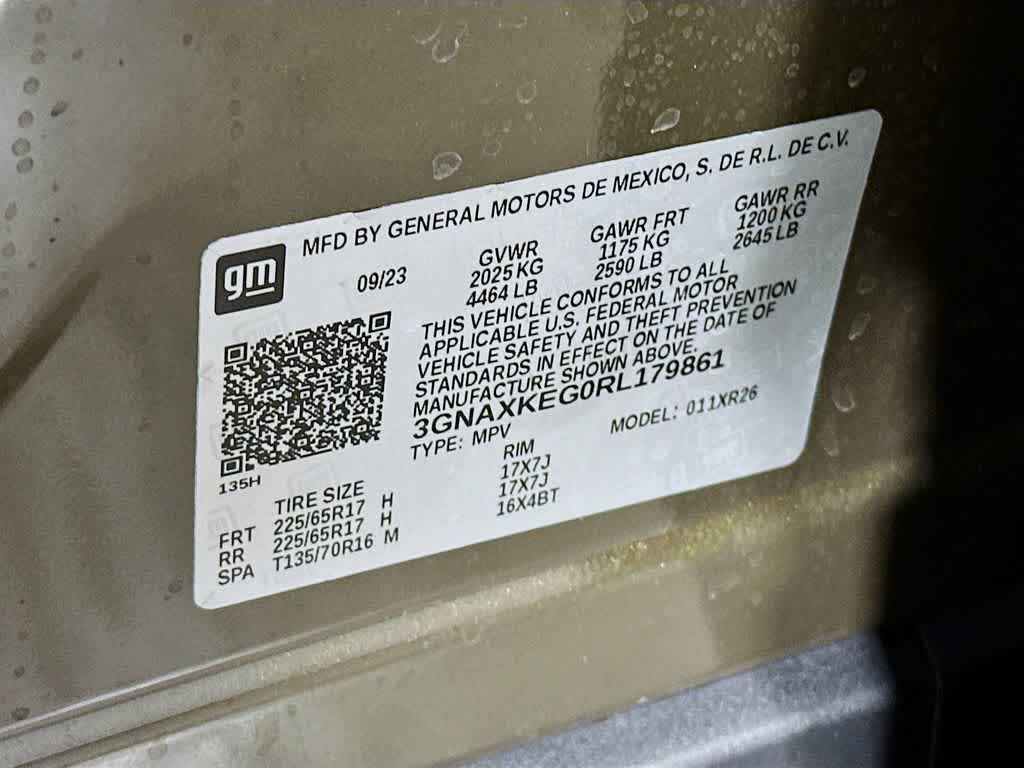 MFD BY GENERAL MOTORS DE MEXICO, S. DE R.L. DE C.V.
gm
09/23 GVWR GAWR FRT GAWR RR
2025 KG 1175 KG 1200 KG
4464 LB 2590 LB 2645 LB
THIS VEHICLE CONFORMS TO ALL
APPLICABLE U.S. FEDERAL MOTOR
VEHICLE SAFETY AND THEFT PREVENTION
STANDARDS IN EFFECT ON THE DATE OF
MANUFACTURE SHOWN ABOVE.
3GNAXKEG0RL179861
TYPE: MPV MODEL: 011XR26
135H
TIRE SIZE RIM
FRT 225/65R17 H 17X7J
RR 225/65R17 H 17X7J
SPA T135/70R16 M 16X4BT